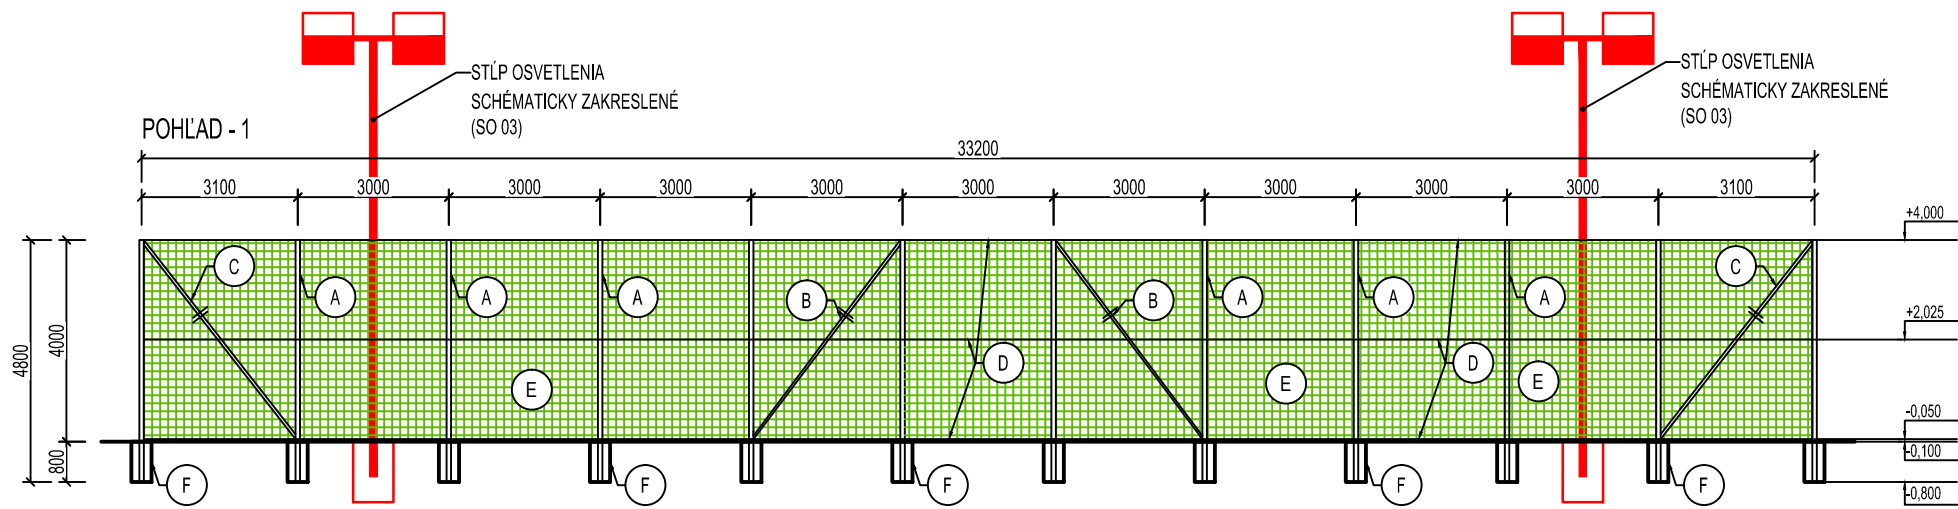 STĹP OSVETLENIA
SCHÉMATICKY ZAKRESLENÉ
(SO 03)
STĹP OSVETLENIA
SCHÉMATICKY ZAKRESLENÉ
(SO 03)
POHĽAD - 1
33200
3100 3000 3000 3000 3000 3000 3000 3000 3000 3000 3100
+4,000
C C
A A A B B A A A
+2,025
4800 4000
D D
E E E
-0,050
800
-0,100
F F F F F
-0,800